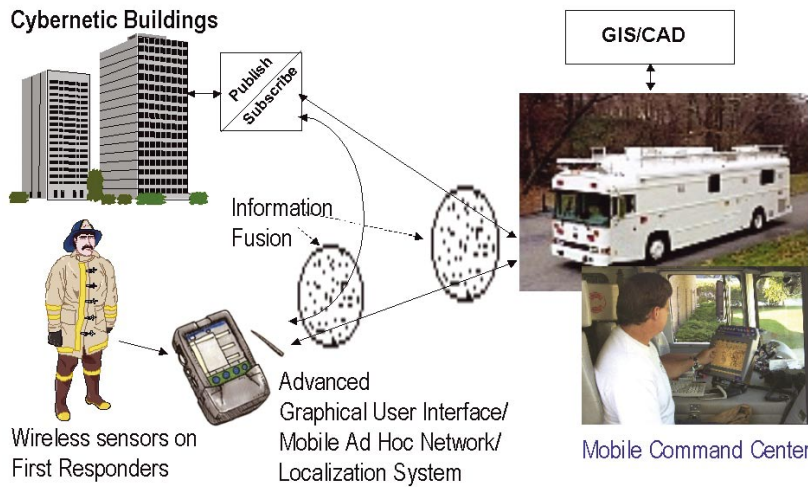 Cybernetic Buildings
Publish
Subscribe
GIS/CAD
Information
Fusion
Advanced
Graphical User Interface/
Mobile Ad Hoc Network/
Localization System
Wireless sensors on
First Responders
Mobile Command Center